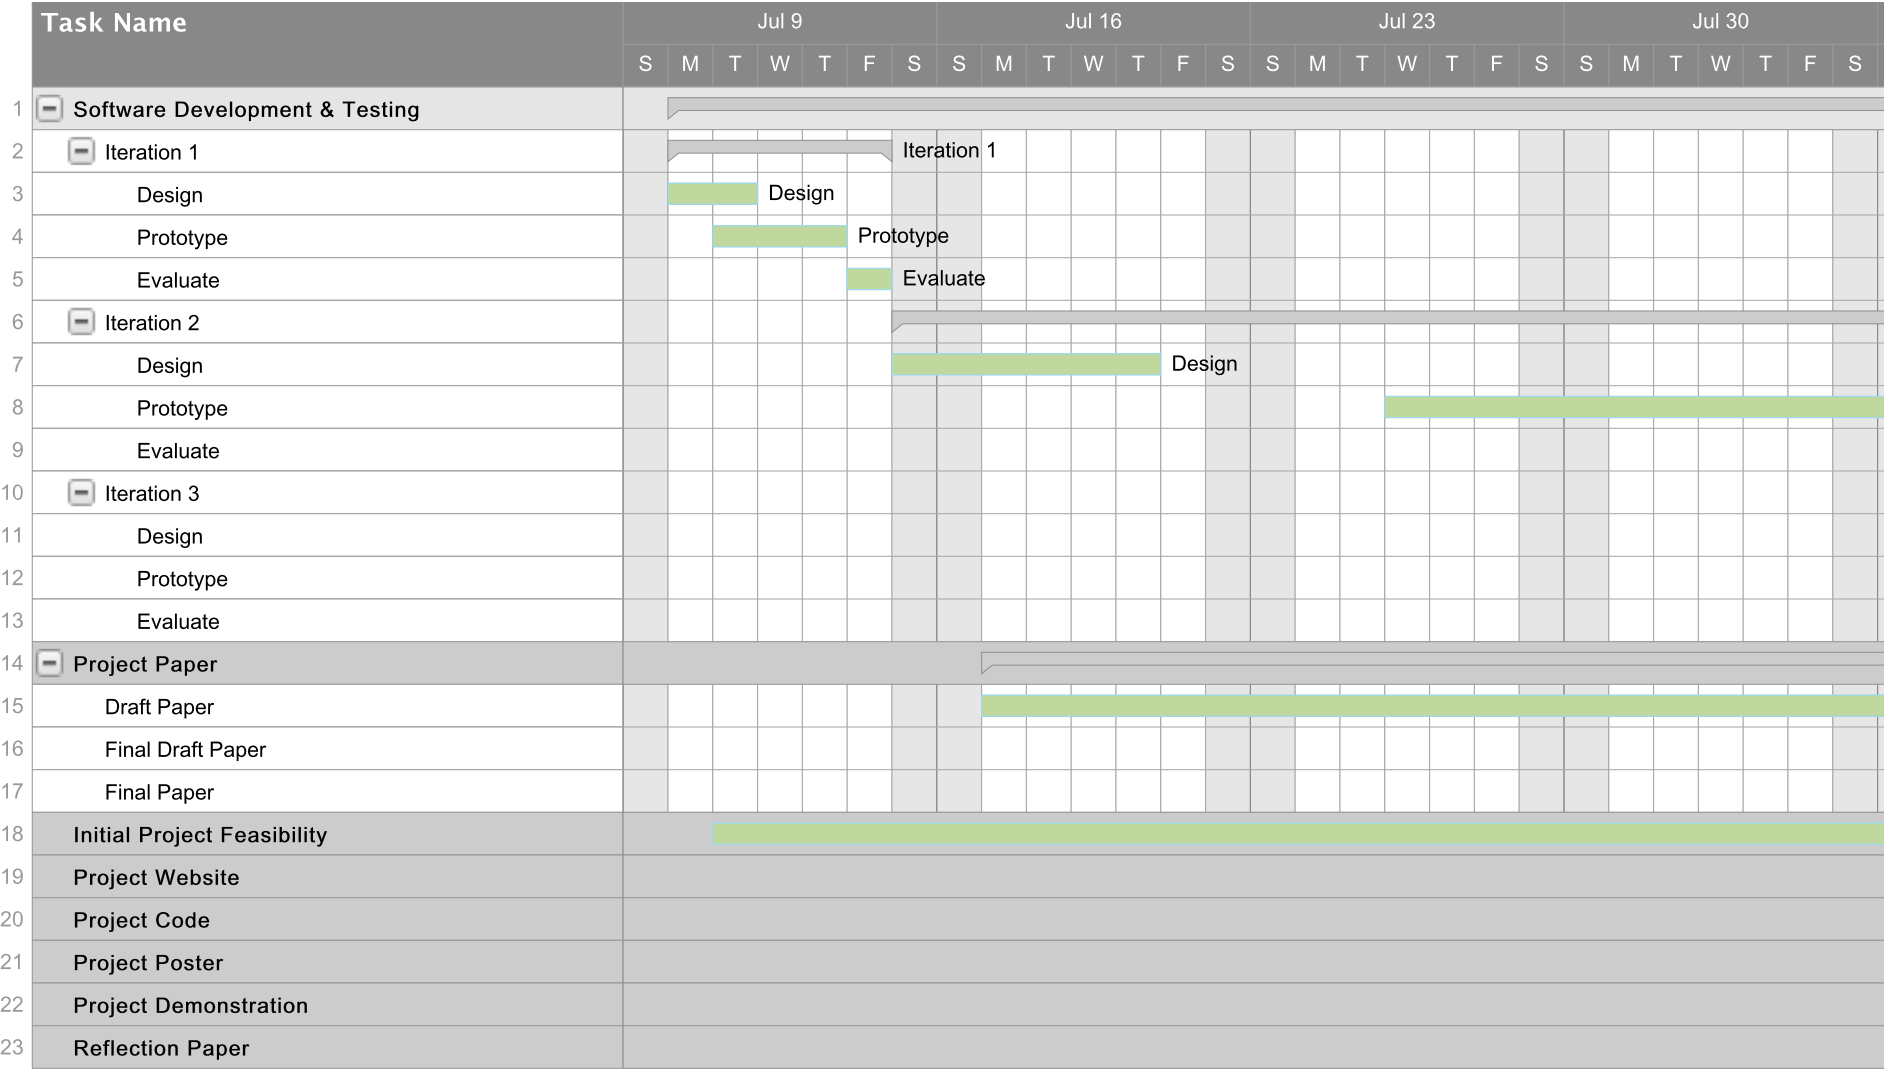 Task Name
Jul 9 Jul 16 Jul 23 Jul 30
S M T W T F S S M T W T F S S M T W T F S S M T W T F S
1 Software Development & Testing
2 Iteration 1 Iteration 1
3 Design Design
4 Prototype Prototype
5 Evaluate Evaluate
6 Iteration 2
7 Design Design
8 Prototype
9 Evaluate
10 Iteration 3
11 Design
12 Prototype
13 Evaluate
14 Project Paper
15 Draft Paper
16 Final Draft Paper
17 Final Paper
18 Initial Project Feasibility
19 Project Website
20 Project Code
21 Project Poster
22 Project Demonstration
23 Reflection Paper